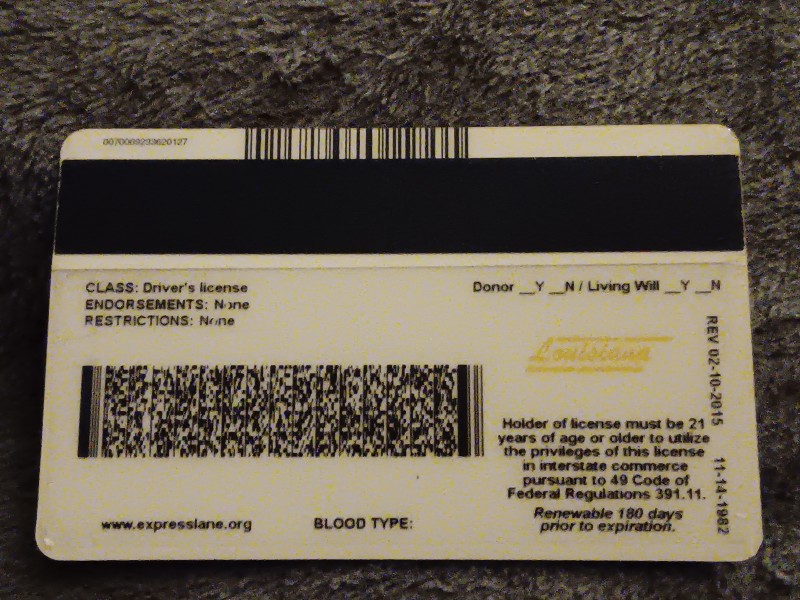 0070069233620127
CLASS: Driver's license
ENDORSEMENTS: None
RESTRICTIONS: None
Donor __Y __N / Living Will __Y __N
Louisiana
REV 02-10-2015 11-14-1982
Holder of license must be 21
years of age or older to utilize
the privileges of this license
in interstate commerce
pursuant to 49 Code of
Federal Regulations 391.11.
Renewable 180 days
prior to expiration.
www.expresslane.org
BLOOD TYPE: